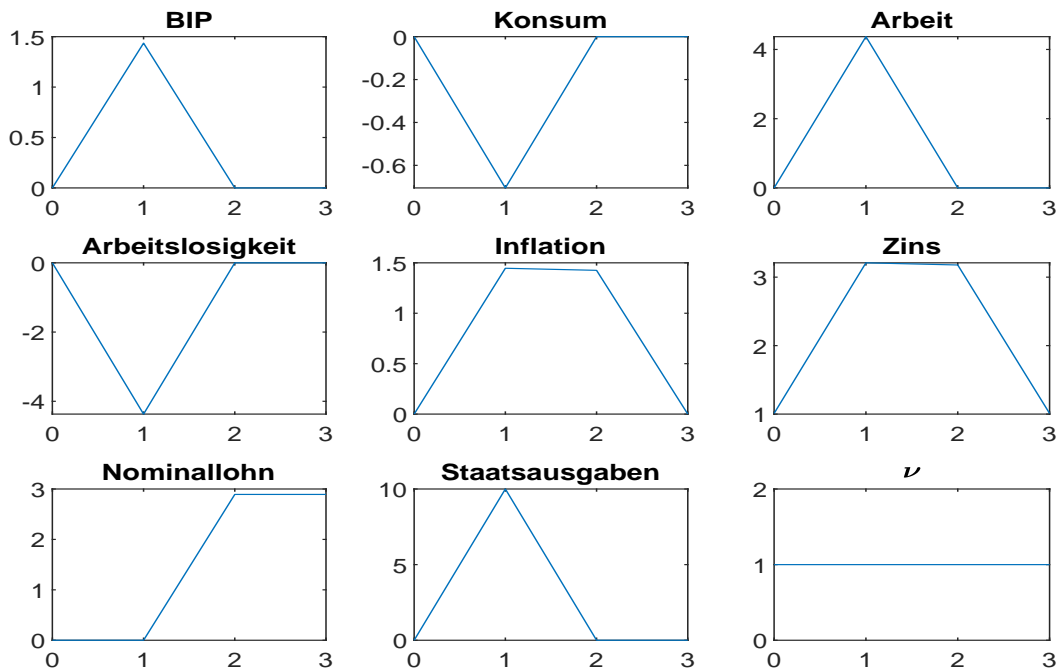 BIP
1.5
1
0.5
0
0 1 2 3
Konsum
0
-0.2
-0.4
-0.6
0 1 2 3
Arbeit
4
2
0
0 1 2 3
Arbeitslosigkeit
0
-2
-4
0 1 2 3
Inflation
1.5
1
0.5
0
0 1 2 3
Zins
3
2
1
0 1 2 3
Nominallohn
3
2
1
0
0 1 2 3
Staatsausgaben
10
5
0
0 1 2 3
ν
2
1
0
0 1 2 3